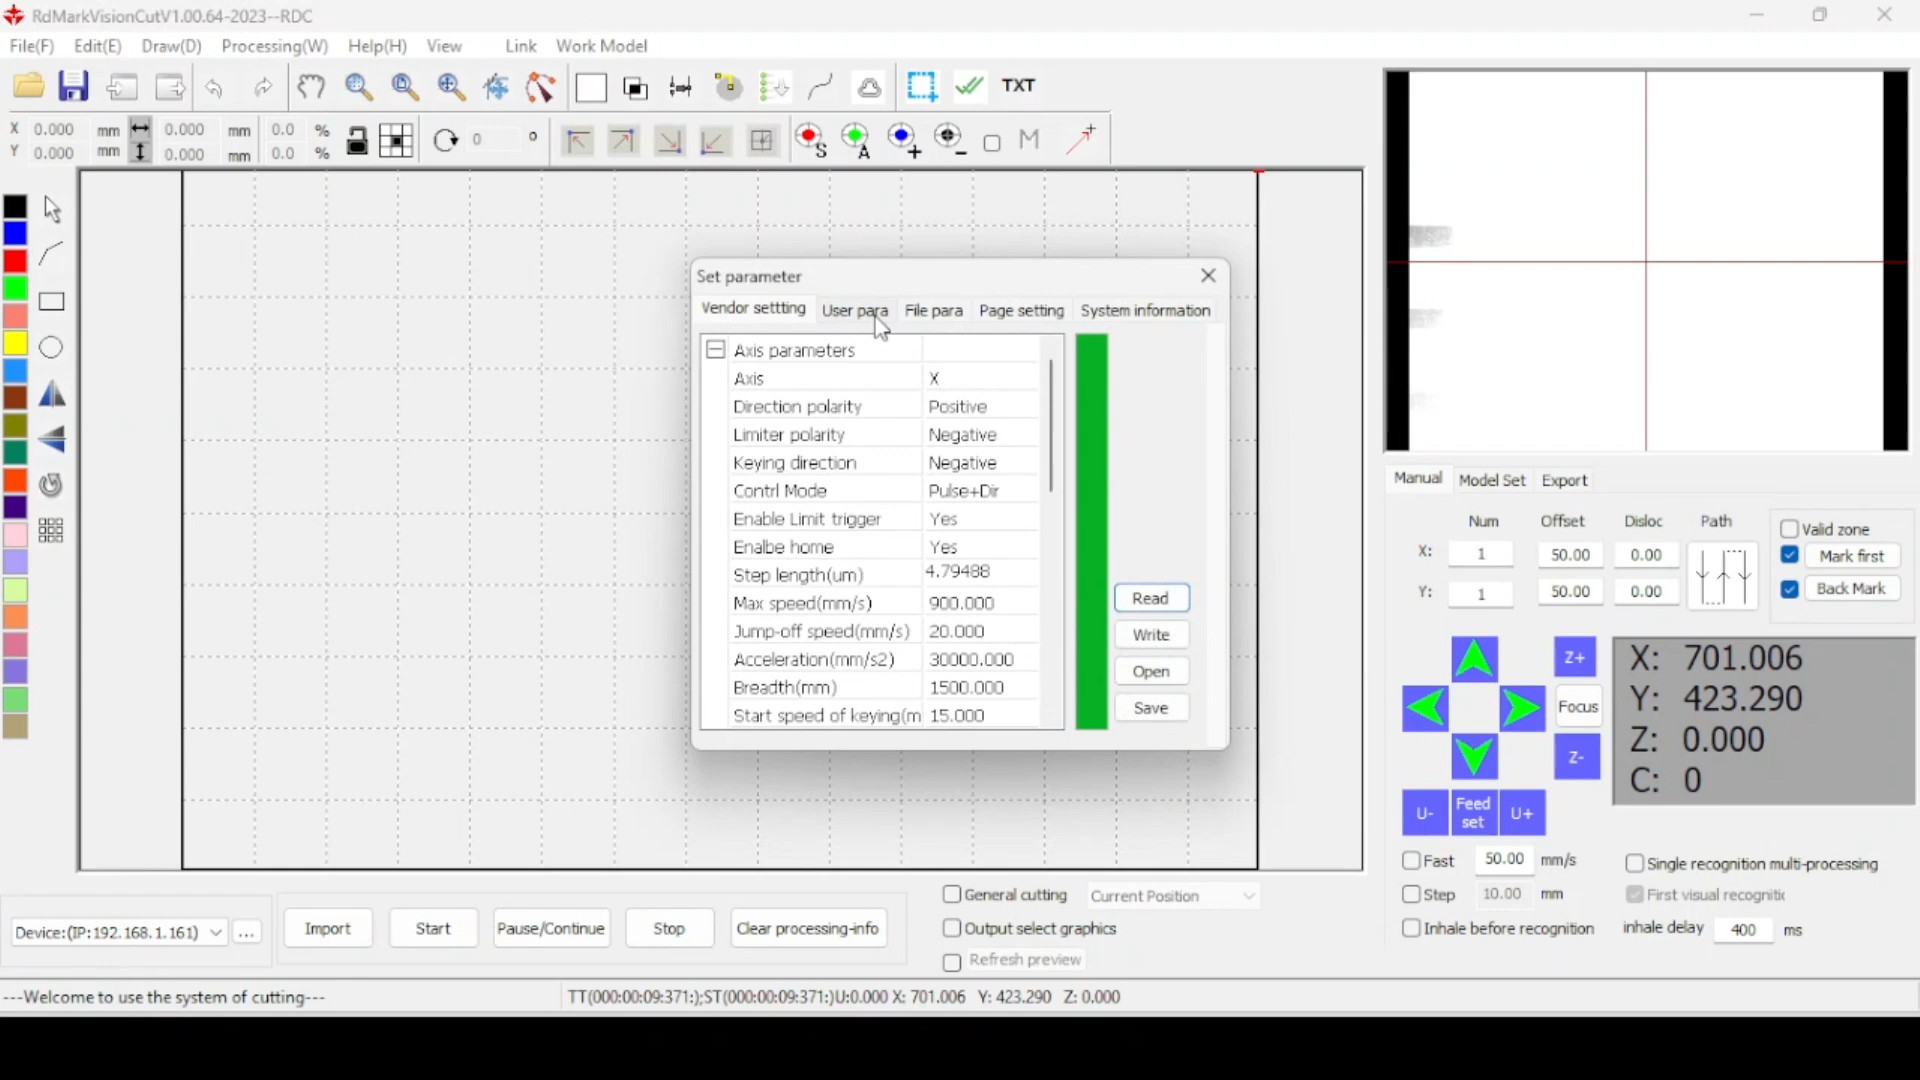 RdMarkVisionCutV1.00.64-2023--RDC
File(F) Edit(E) Draw(D) Processing(W) Help(H) View Link Work Model
TXT
X 0.000 mm 0.000 mm 0.0 % 0 °
Y 0.000 mm 0.000 mm 0.0 %
S A + - M
Set parameter
Vendor settting User para File para Page setting System information
Axis parameters
Axis X
Direction polarity Positive
Limiter polarity Negative
Keying direction Negative
Contrl Mode Pulse+Dir
Enable Limit trigger Yes
Enalbe home Yes
Step length(um) 4.79488
Max speed(mm/s) 900.000
Jump-off speed(mm/s) 20.000
Acceleration(mm/s2) 30000.000
Breadth(mm) 1500.000
Start speed of keying(m 15.000
Read
Write
Open
Save
Manual Model Set Export
Num Offset Disloc Path
X: 1 50.00 0.00
Y: 1 50.00 0.00
Valid zone
Mark first
Back Mark
Z+
Focus
Z-
U- Feed set U+
X: 701.006
Y: 423.290
Z: 0.000
C: 0
Fast 50.00 mm/s Single recognition multi-processing
Step 10.00 mm First visual recognitic
Inhale before recognition inhale delay 400 ms
General cutting Current Position
Output select graphics
Refresh preview
Device:(IP:192.168.1.161) ... Import Start Pause/Continue Stop Clear processing-info
---Welcome to use the system of cutting---
TT(000:00:09:371:);ST(000:00:09:371:)U:0.000 X: 701.006 Y: 423.290 Z: 0.000